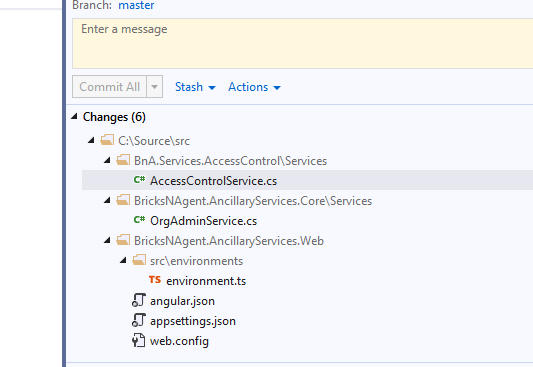 Branch: master
Enter a message
Commit All Stash Actions
Changes (6)
C:\Source\src
BnA.Services.AccessControl\Services
C# AccessControlService.cs
BricksNAgent.AncillaryServices.Core\Services
C# OrgAdminService.cs
BricksNAgent.AncillaryServices.Web
src\environments
TS environment.ts
angular.json
appsettings.json
web.config